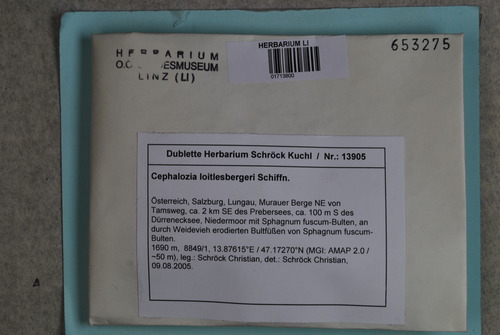 HERBARIUM
LINZ (LI)
HERBARIUM LI
01713800
653275
Dublette Herbarium Schröck Kuchl / Nr.: 13905
Cephalozia loitlesbergeri Schiffn.
Österreich, Salzburg, Lungau, Murauer Berge NE von
Tamsweg, ca. 2 km SE des Prebersees, ca. 100 m S des
Dürrenecksee, Niedermoor mit Sphagnum fuscum-Bulten, an
durch Weidevieh erodierten Bultfüßen von Sphagnum fuscum-
Bulten.
1690 m, 8849/1, 13.87615°E / 47.17270°N (MGI: AMAP 2.0 /
~50 m), leg.: Schröck Christian, det.: Schröck Christian,
09.08.2005.